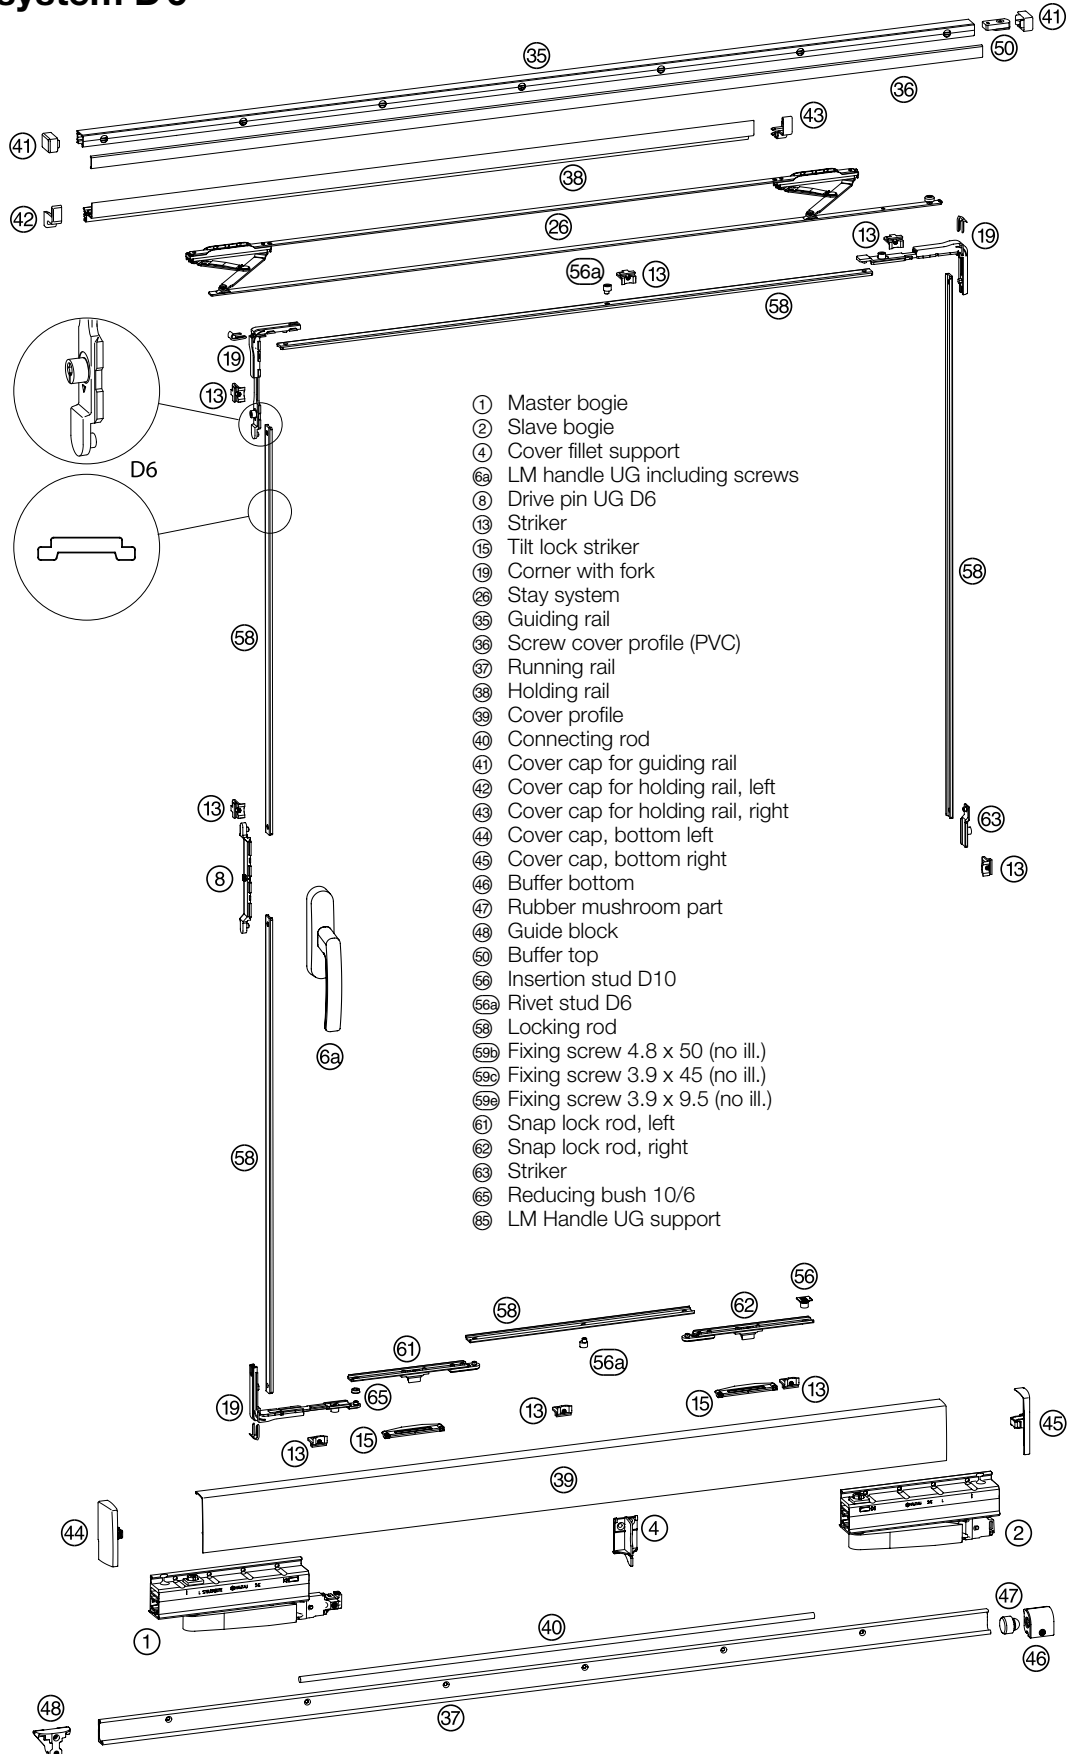 system D6
41
50
35
36
43
41
38
42
26
13
19
56a
13
58
19
13
D6
1 Master bogie
2 Slave bogie
4 Cover fillet support
6a LM handle UG including screws
8 Drive pin UG D6
13 Striker
15 Tilt lock striker
19 Corner with fork
26 Stay system
35 Guiding rail
36 Screw cover profile (PVC)
37 Running rail
38 Holding rail
39 Cover profile
40 Connecting rod
41 Cover cap for guiding rail
42 Cover cap for holding rail, left
43 Cover cap for holding rail, right
44 Cover cap, bottom left
45 Cover cap, bottom right
46 Buffer bottom
47 Rubber mushroom part
48 Guide block
50 Buffer top
56 Insertion stud D10
56a Rivet stud D6
58 Locking rod
59b Fixing screw 4.8 x 50 (no ill.)
59c Fixing screw 3.9 x 45 (no ill.)
59e Fixing screw 3.9 x 9.5 (no ill.)
61 Snap lock rod, left
62 Snap lock rod, right
63 Striker
65 Reducing bush 10/6
85 LM Handle UG support
58
58
13
63
8
13
6a
58
56
58
62
61
56a
65
15
13
19
13
13
15
45
39
44
4
2
1
47
40
46
48
37